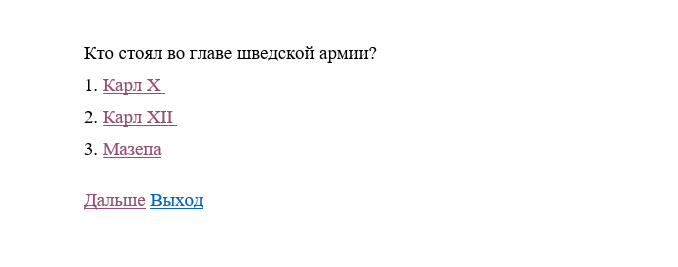 Кто стоял во главе шведской армии?
1. Карл X
2. Карл XII
3. Мазепа
Дальше Выход